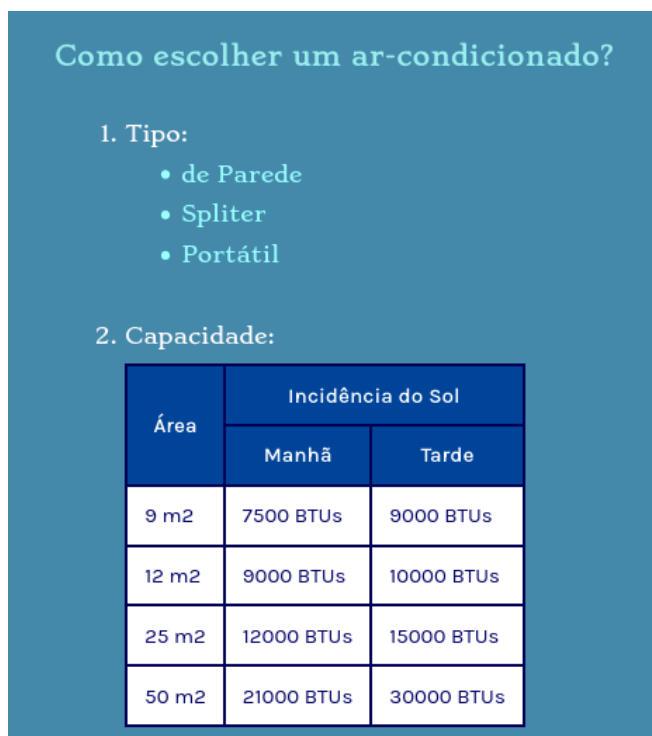 Como escolher um ar-condicionado?
1. Tipo:
• de Parede
• Spliter
• Portátil
2. Capacidade:
Área
Incidência do Sol
Manhã Tarde
9 m2 7500 BTUs 9000 BTUs
12 m2 9000 BTUs 10000 BTUs
25 m2 12000 BTUs 15000 BTUs
50 m2 21000 BTUs 30000 BTUs